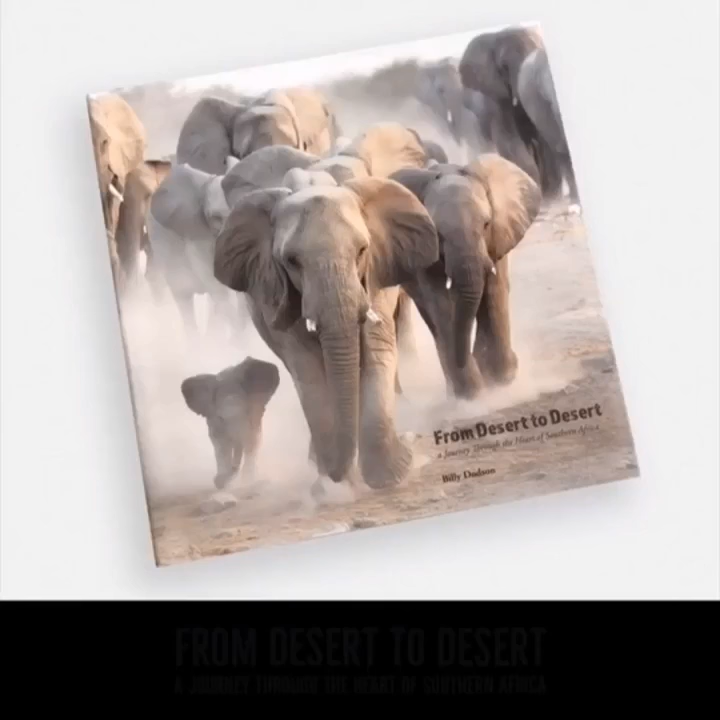 From Desert to Desert
a Journey Through the Heart of Southern Africa
Billy Dodson
FROM DESERT TO DESERT
A JOURNEY THROUGH THE HEART OF SOUTHERN AFRICA